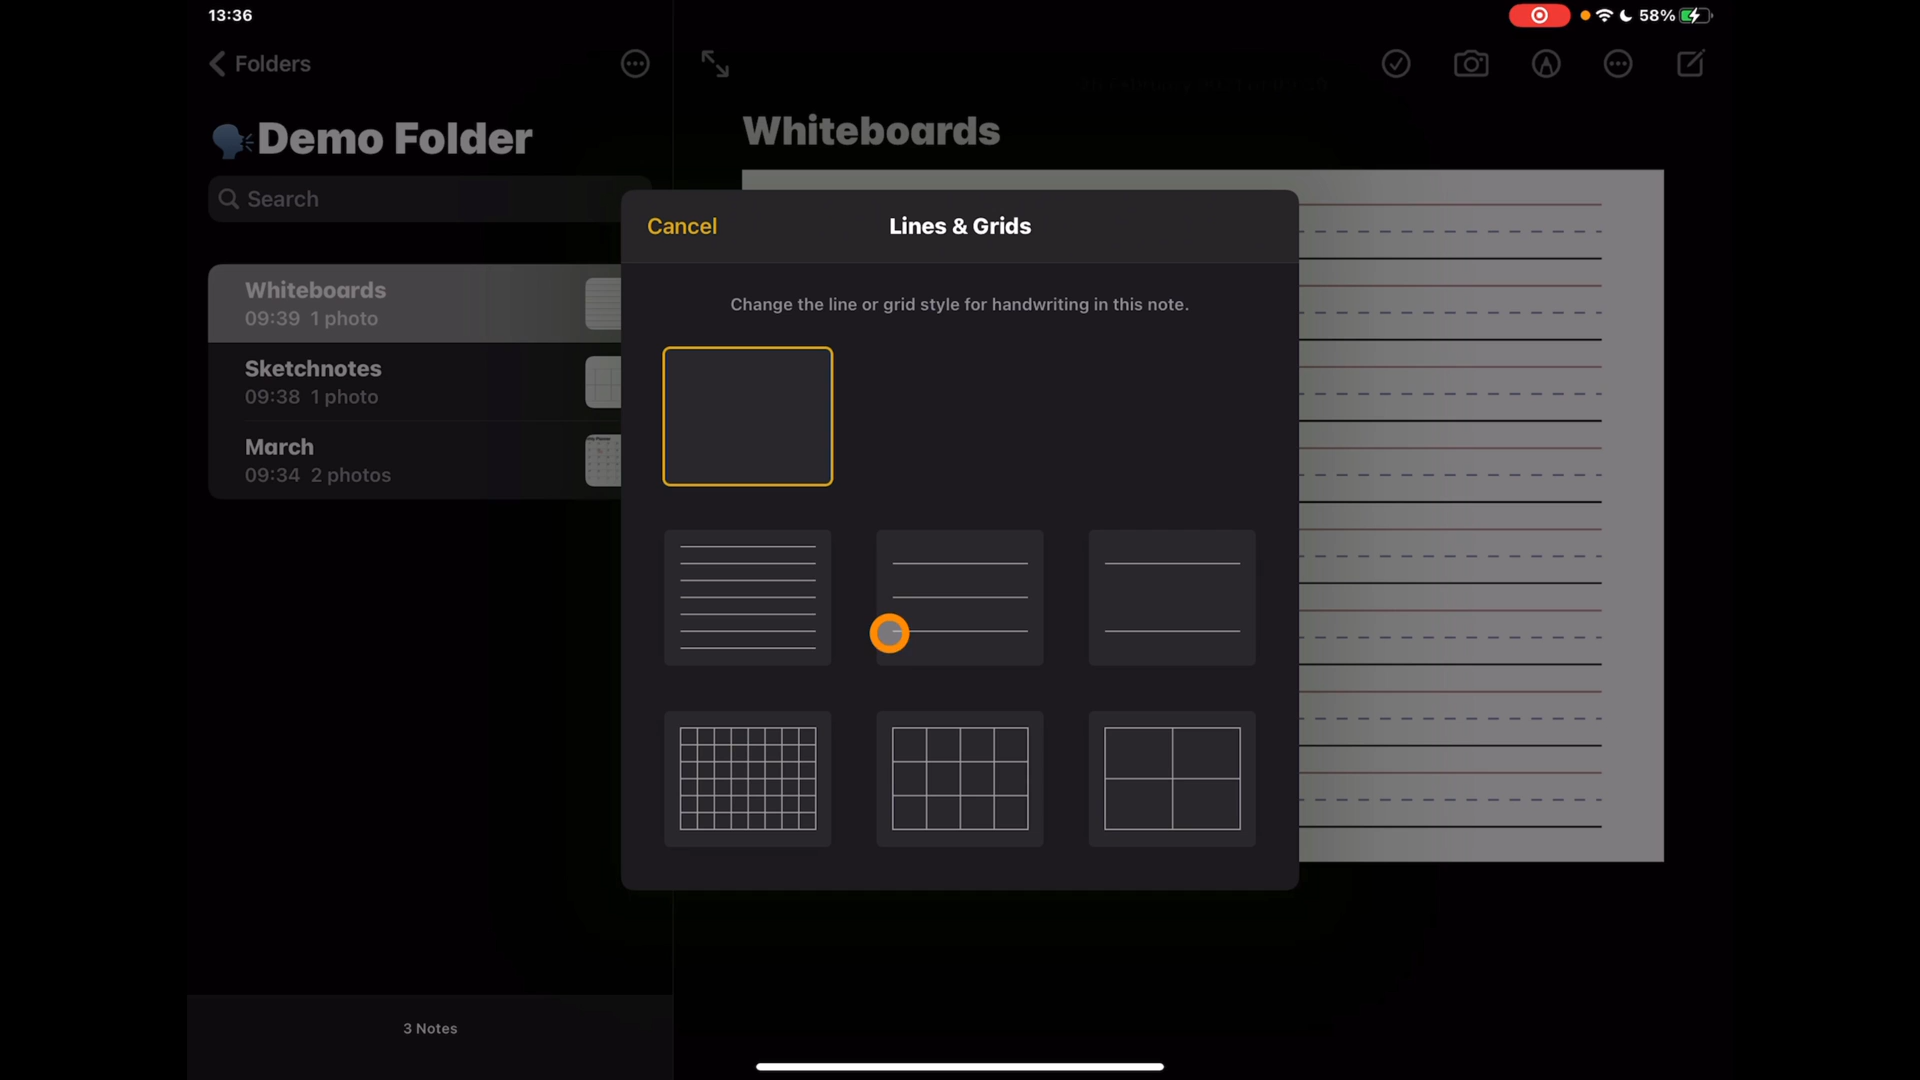 13:36
58%
Folders
Demo Folder
Search
Whiteboards
09:39 1 photo
Sketchnotes
09:38 1 photo
March
09:34 2 photos
3 Notes
Whiteboards
Cancel
Lines & Grids
Change the line or grid style for handwriting in this note.